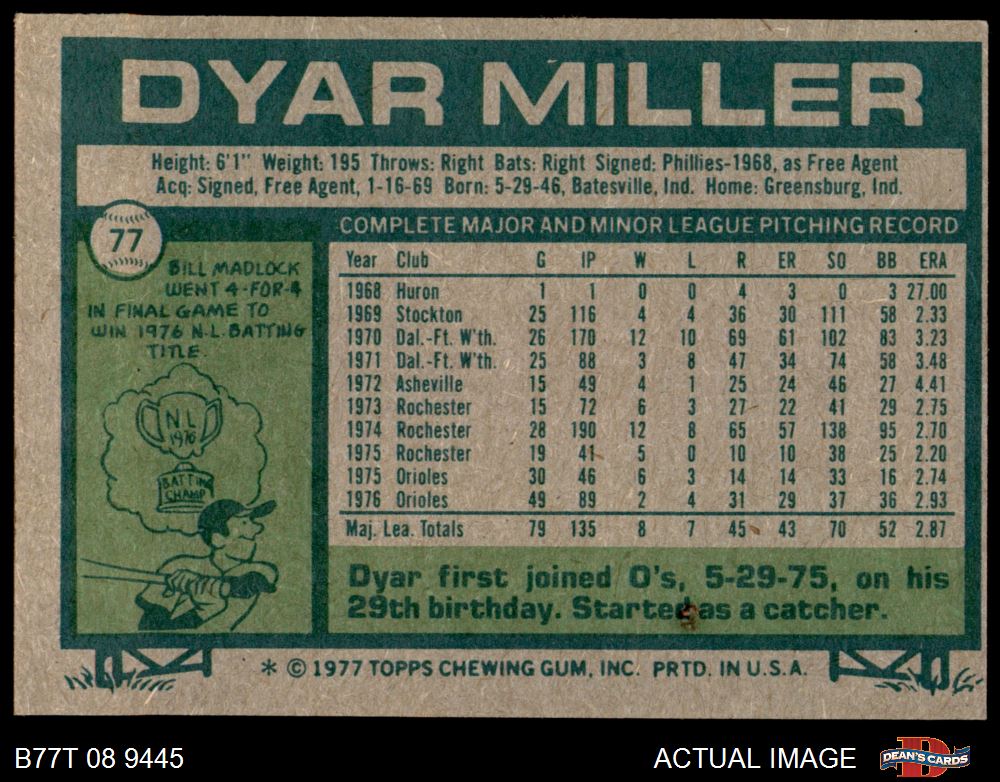 DYAR MILLER
Height: 6'1" Weight: 195 Throws: Right Bats: Right Signed: Phillies-1968, as Free Agent
Acq: Signed, Free Agent, 1-16-69 Born: 5-29-46, Batesville, Ind. Home: Greensburg, Ind.
77
BILL MADLOCK
WENT 4-FOR-4
IN FINAL GAME TO
WIN 1976 N.L. BATTING
TITLE.
NL
1976
BATTING
CHAMP
COMPLETE MAJOR AND MINOR LEAGUE PITCHING RECORD
Year Club G IP W L R ER SO BB ERA
1968 Huron 1 1 0 0 4 3 0 3 27.00
1969 Stockton 25 116 4 4 36 30 111 58 2.33
1970 Dal.-Ft. W'th. 26 170 12 10 69 61 102 83 3.23
1971 Dal.-Ft. W'th. 25 88 3 8 47 34 74 58 3.48
1972 Asheville 15 49 4 1 25 24 46 27 4.41
1973 Rochester 15 72 6 3 27 22 41 29 2.75
1974 Rochester 28 190 12 8 65 57 138 95 2.70
1975 Rochester 19 41 5 0 10 10 38 25 2.20
1975 Orioles 30 46 6 3 14 14 33 16 2.74
1976 Orioles 49 89 2 4 31 29 37 36 2.93
Maj. Lea. Totals 79 135 8 7 45 43 70 52 2.87
Dyar first joined O's, 5-29-75, on his
29th birthday. Started as a catcher.
* © 1977 TOPPS CHEWING GUM, INC. PRTD. IN U.S.A.
B77T 08 9445
ACTUAL IMAGE
DEAN'S CARDS